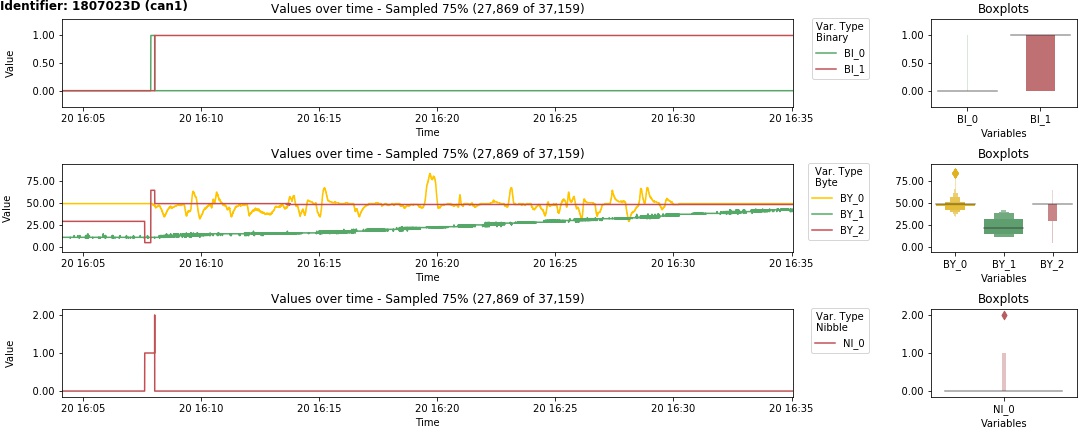 Identifier: 1807023D (can1)
Values over time - Sampled 75% (27,869 of 37,159)
Boxplots
Value
1.00
0.50
0.00
20 16:05 20 16:10 20 16:15 20 16:20 20 16:25 20 16:30 20 16:35
Time
Var. Type
Binary
BI_0
BI_1
1.00
0.50
0.00
BI_0 BI_1
Variables
Values over time - Sampled 75% (27,869 of 37,159)
Boxplots
Value
75.00
50.00
25.00
0.00
20 16:05 20 16:10 20 16:15 20 16:20 20 16:25 20 16:30 20 16:35
Time
Var. Type
Byte
BY_0
BY_1
BY_2
75.00
50.00
25.00
0.00
BY_0 BY_1 BY_2
Variables
Values over time - Sampled 75% (27,869 of 37,159)
Boxplots
Value
2.00
1.00
0.00
20 16:05 20 16:10 20 16:15 20 16:20 20 16:25 20 16:30 20 16:35
Time
Var. Type
Nibble
NI_0
2.00
1.00
0.00
NI_0
Variables